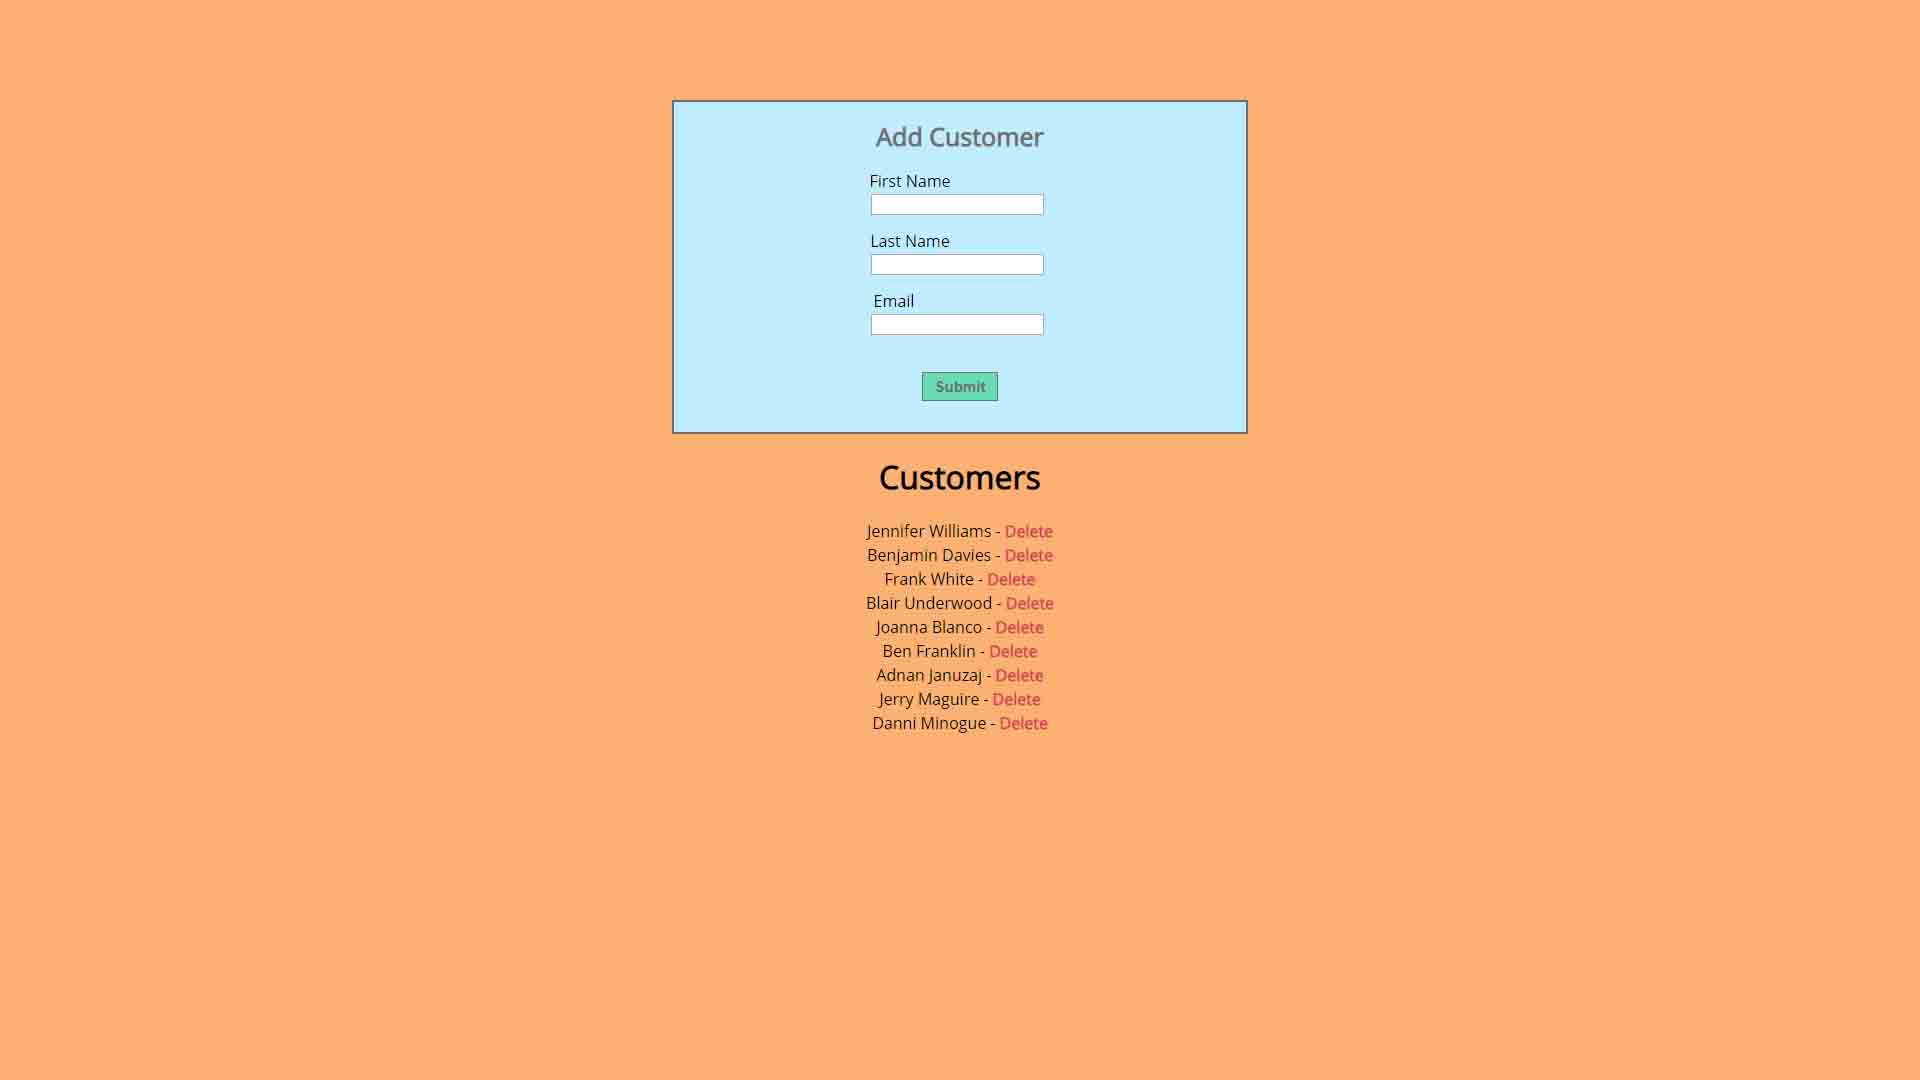 Add Customer
First Name
Last Name
Email
Submit
Customers
Jennifer Williams - Delete
Benjamin Davies - Delete
Frank White - Delete
Blair Underwood - Delete
Joanna Blanco - Delete
Ben Franklin - Delete
Adnan Januzaj - Delete
Jerry Maguire - Delete
Danni Minogue - Delete